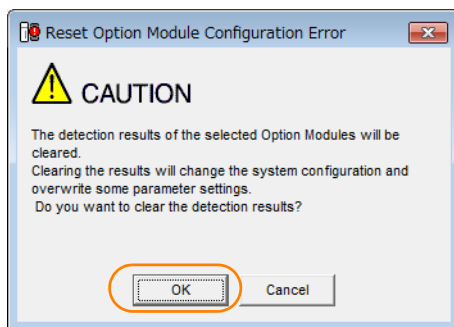 Reset Option Module Configuration Error
CAUTION
The detection results of the selected Option Modules will be
cleared.
Clearing the results will change the system configuration and
overwrite some parameter settings.
Do you want to clear the detection results?
OK
Cancel